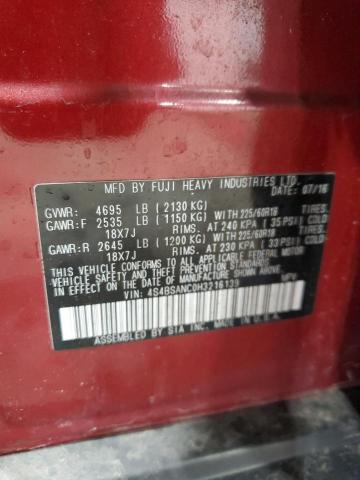 MFD BY FUJI HEAVY INDUSTRIES LTD.
DATE: 07/16
GVWR: 4695 LB (2130 KG) TIRES
GAWR:F 2535 LB (1150 KG) WITH 225/60R18
18X7J RIMS. AT 240 KPA (35 PSI) COLD
GAWR:R 2645 LB (1200 KG) WITH 225/60R18 TIRES
18X7J RIMS. AT 230 KPA (33 PSI) COLD
THIS VEHICLE CONFORMS TO ALL APPLICABLE FEDERAL MOTOR
VEHICLE SAFETY STANDARDS IN EFFECT ON THE DATE OF MANUFACTURE SHOWN ABOVE.
VIN: 4S4BSANC0H3216139 MPV
ASSEMBLED BY SIA INC. MADE IN U.S.A.